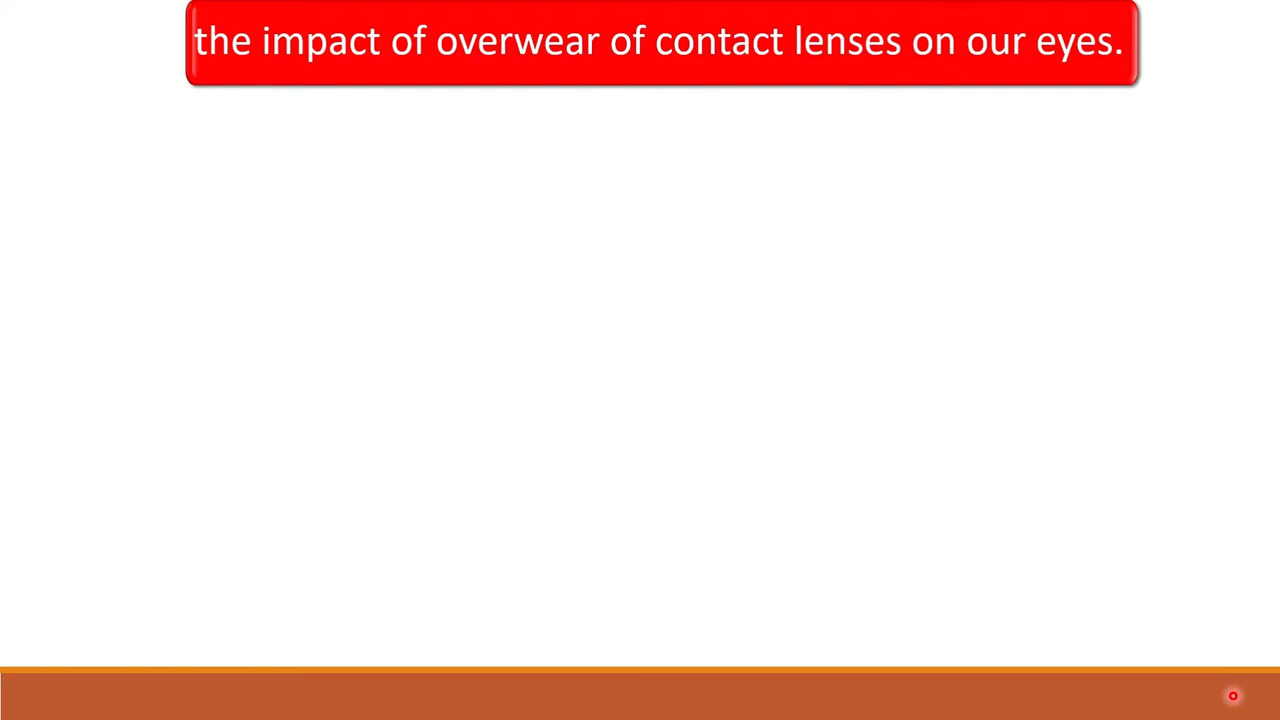 the impact of overwear of contact lenses on our eyes.